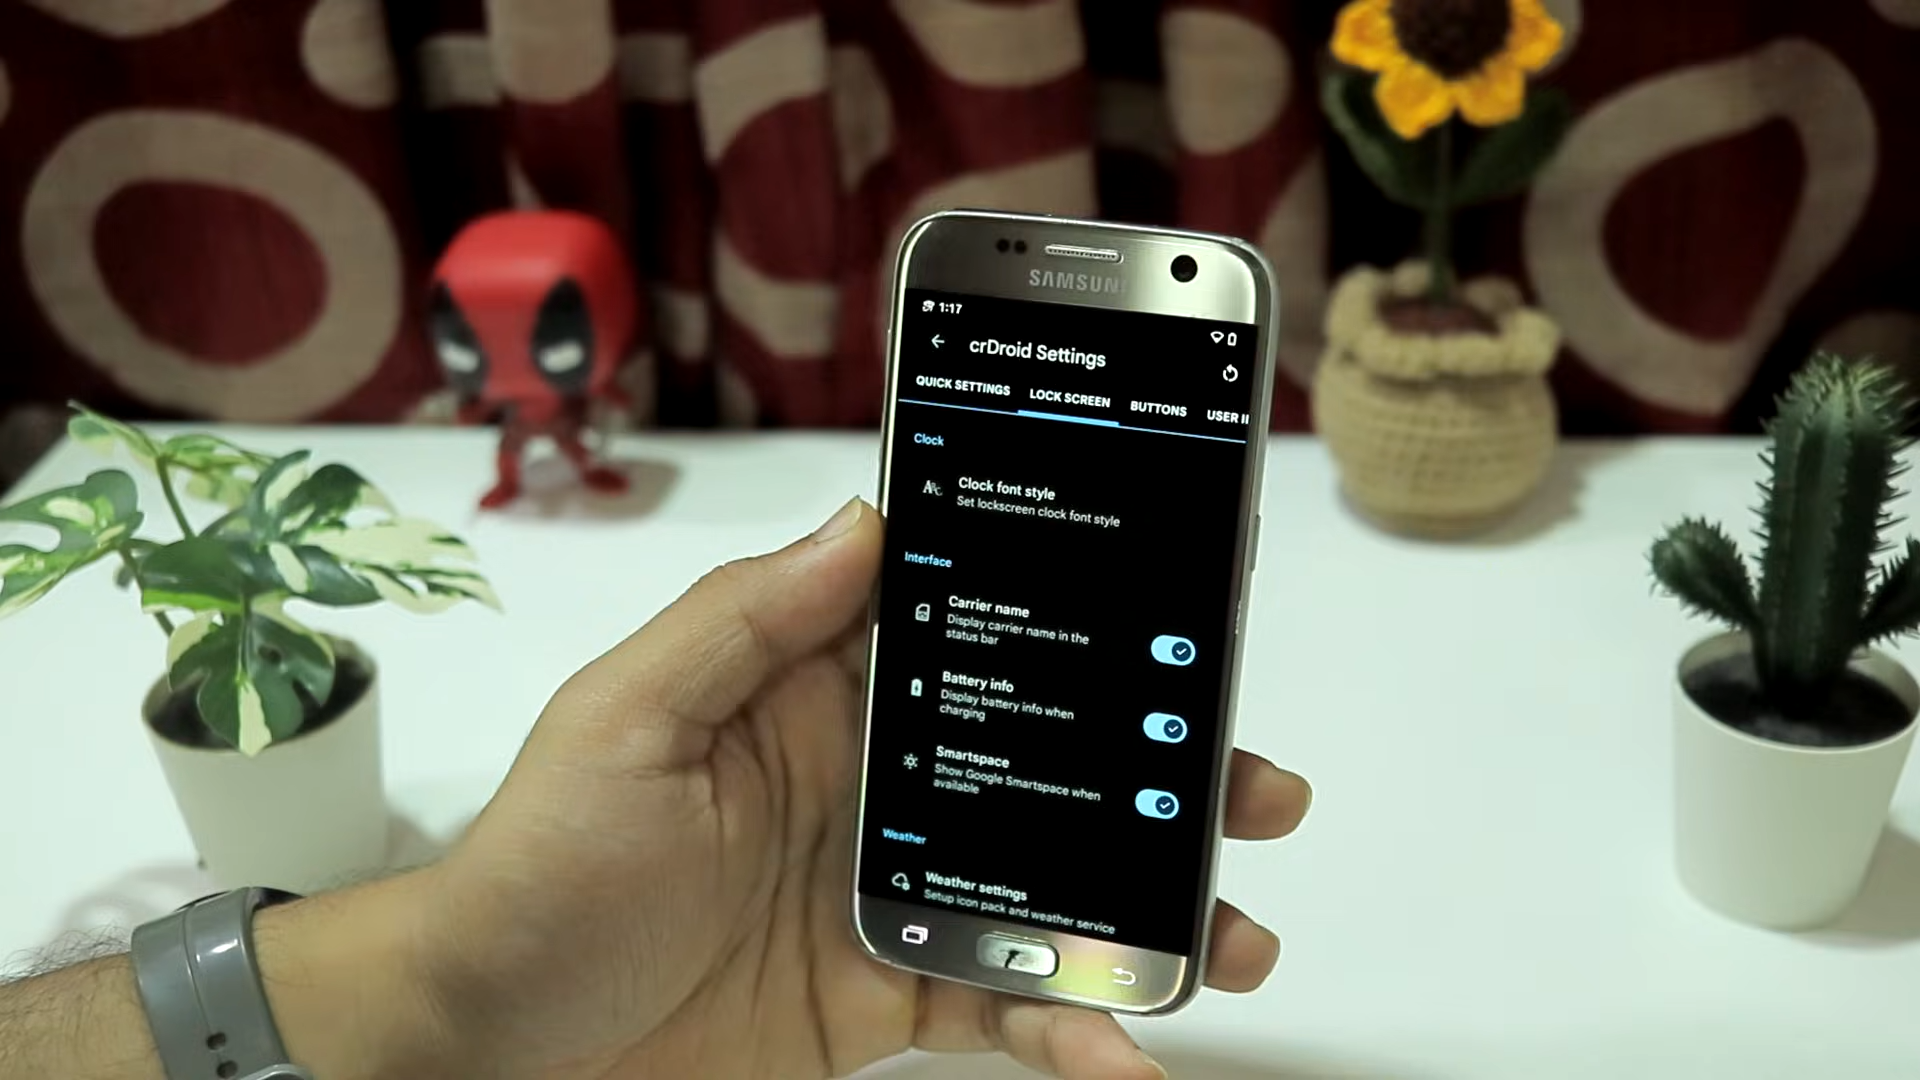 SAMSUN
1:17
crDroid Settings
QUICK SETTINGS LOCK SCREEN BUTTONS USER II
Clock
Clock font style
Set lockscreen clock font style
Interface
Carrier name
Display carrier name in the
status bar
Battery info
Display battery info when
charging
Smartspace
Show Google Smartspace when
available
Weather
Weather settings
Setup icon pack and weather service